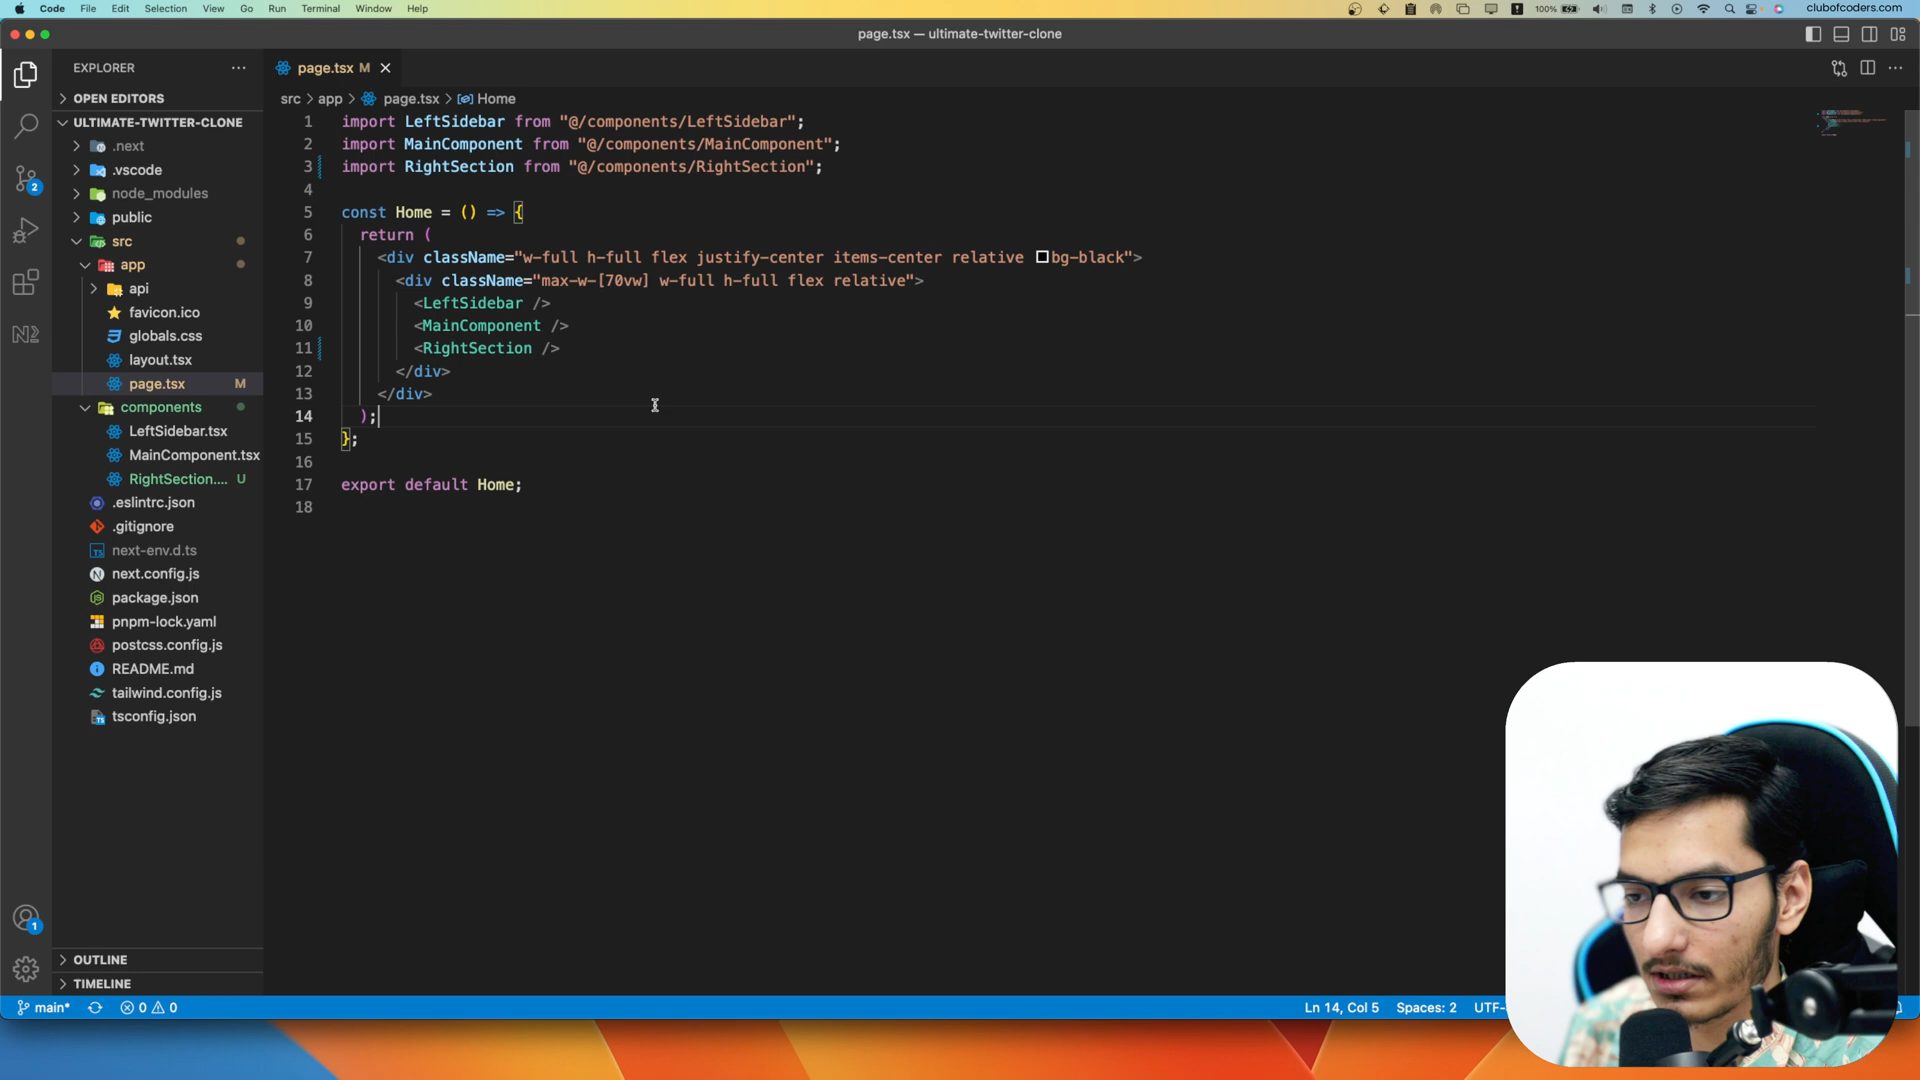 Code File Edit Selection View Go Run Terminal Window Help 100% clubofcoders.com
page.tsx — ultimate-twitter-clone
EXPLORER
page.tsx M
OPEN EDITORS
src > app > page.tsx > Home
ULTIMATE-TWITTER-CLONE
.next
.vscode
node_modules
public
src
app
api
favicon.ico
globals.css
layout.tsx
page.tsx M
components
LeftSidebar.tsx
MainComponent.tsx
RightSection.... U
.eslintrc.json
.gitignore
next-env.d.ts
next.config.js
package.json
pnpm-lock.yaml
postcss.config.js
README.md
tailwind.config.js
tsconfig.json
OUTLINE
TIMELINE
2
1
1 import LeftSidebar from "@/components/LeftSidebar";
2 import MainComponent from "@/components/MainComponent";
3 import RightSection from "@/components/RightSection";
4
5 const Home = () => {
6 return (
7 <div className="w-full h-full flex justify-center items-center relative bg-black">
8 <div className="max-w-[70vw] w-full h-full flex relative">
9 <LeftSidebar />
10 <MainComponent />
11 <RightSection />
12 </div>
13 </div>
14 );
15 };
16
17 export default Home;
18
main* 0 0 Ln 14, Col 5 Spaces: 2 UTF-